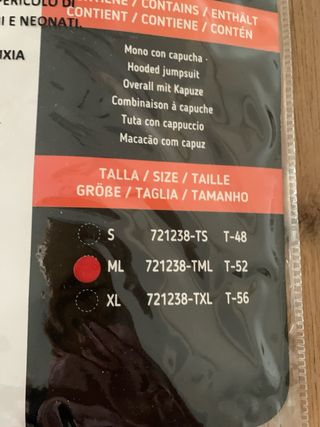 PERICOLO DI
I E NEONATI.
IXIA
CONTIENE / CONTAINS / ENTHÄLT
CONTIENT / CONTIENE / CONTÉN
Mono con capucha -
Hooded jumpsuit
Overall mit Kapuze
Combinaison à capuche
Tuta con cappuccio
Macacão com capuz
TALLA / SIZE / TAILLE
GRÖßE / TAGLIA / TAMANHO
S 721238-TS T-48
ML 721238-TML T-52
XL 721238-TXL T-56